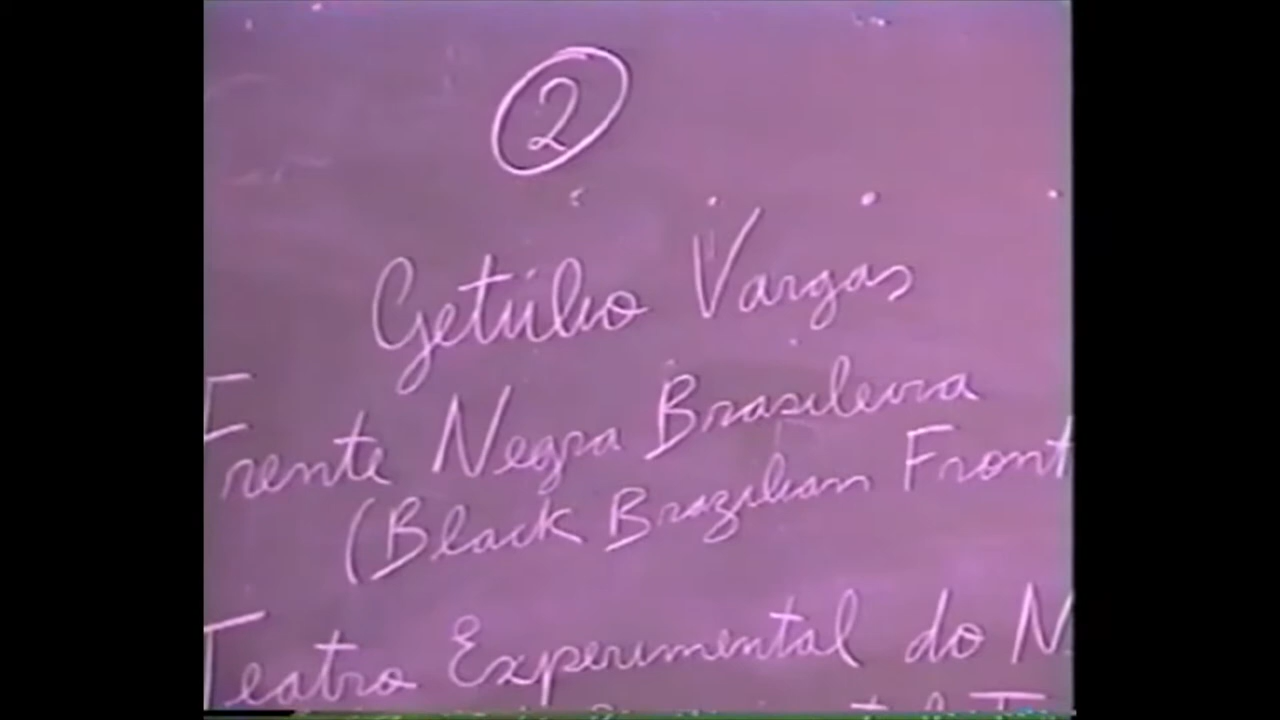 2
Getúlio Vargas
Frente Negra Brasileira
(Black Brazilian Front
Teatro Experimental do N